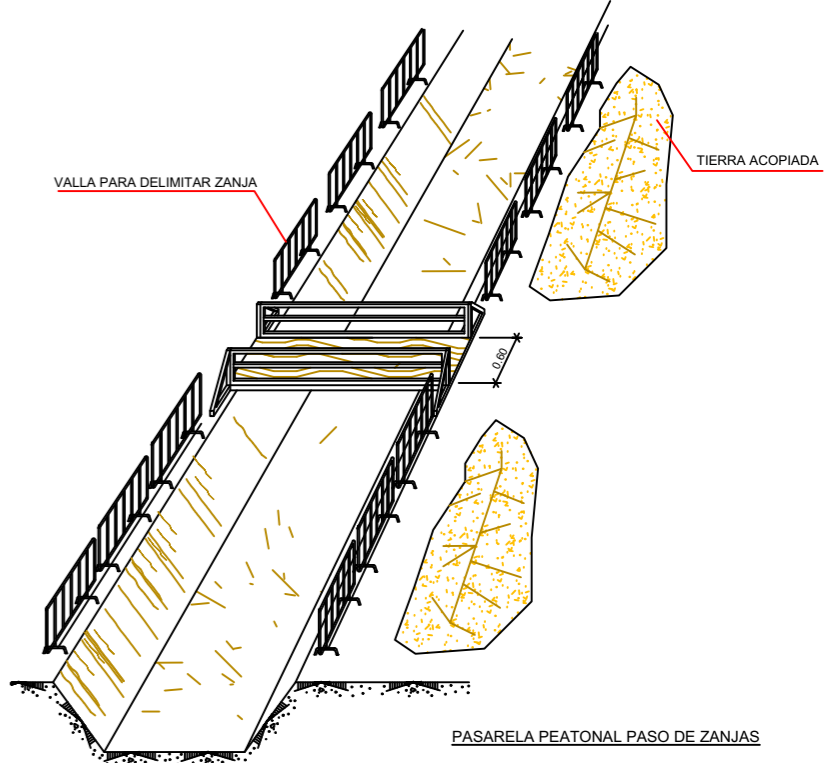 TIERRA ACOPIADA
VALLA PARA DELIMITAR ZANJA
0.60
PASARELA PEATONAL PASO DE ZANJAS